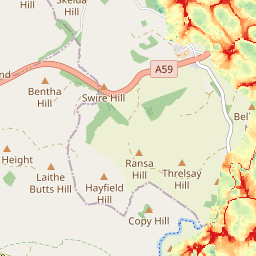 Skelda
Hill
A59
nd
Bentha
Hill
Swire Hill
Bel
Height
Ransa
Hill
Laithe
Butts Hill
Hayfield
Hill
Threlsay
Hill
Copy Hill